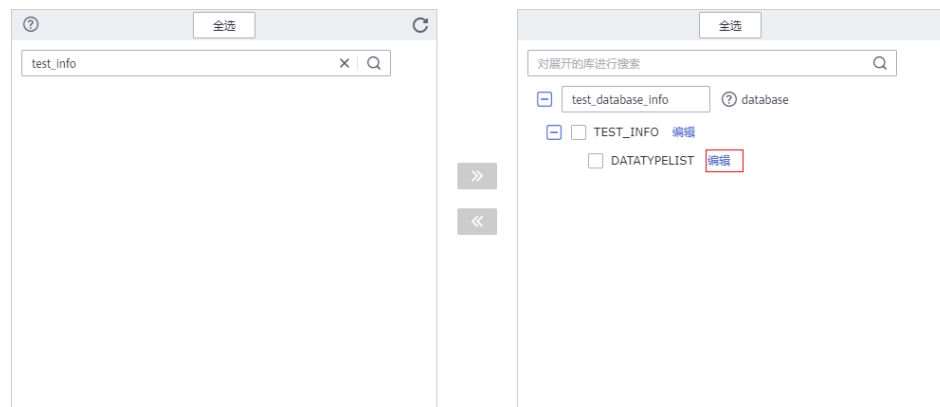 全选
test_info
全选
对展开的库进行搜索
test_database_info database
TEST_INFO 编辑
DATATYPELIST 编辑